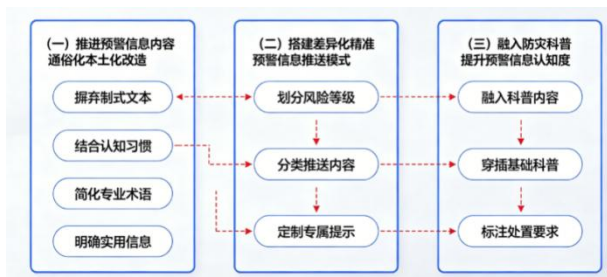 （一）推进预警信息内容
通俗化本土化改造
摒弃制式文本
结合认知习惯
简化专业术语
明确实用信息
（二）搭建差异化精准
预警信息推送模式
划分风险等级
分类推送内容
定制专属提示
（三）融入防灾科普
提升预警信息认知度
融入科普内容
穿插基础科普
标注处置要求